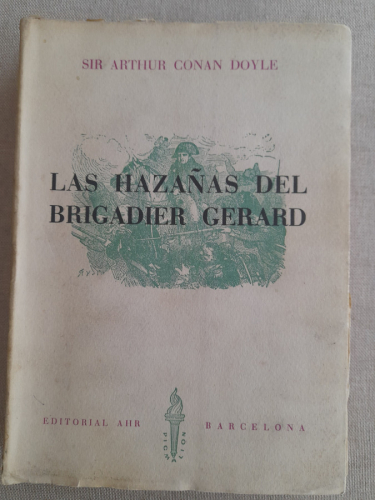 SIR ARTHUR CONAN DOYLE
LAS HAZAÑAS DEL
BRIGADIER GERARD
EDITORIAL AHR
BARCELONA